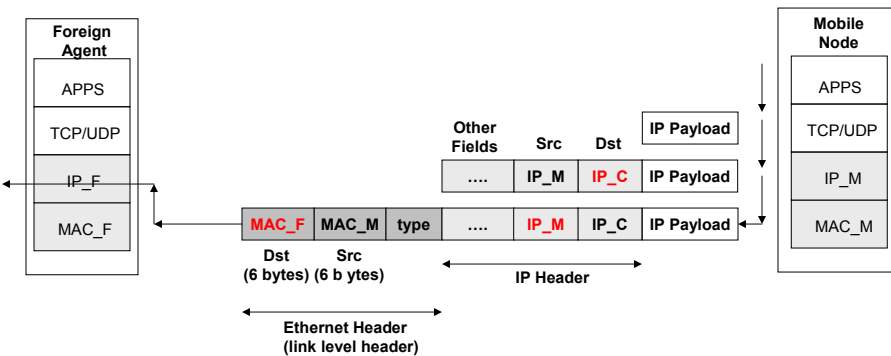 Foreign
Agent
APPS
TCP/UDP
IP_F
MAC_F
Mobile
Node
APPS
TCP/UDP
IP_M
MAC_M
IP Payload
Other
Fields
Src
Dst
.... IP_M IP_C IP Payload
MAC_F MAC_M type .... IP_M IP_C IP Payload
Dst
(6 bytes)
Src
(6 b ytes)
IP Header
Ethernet Header
(link level header)